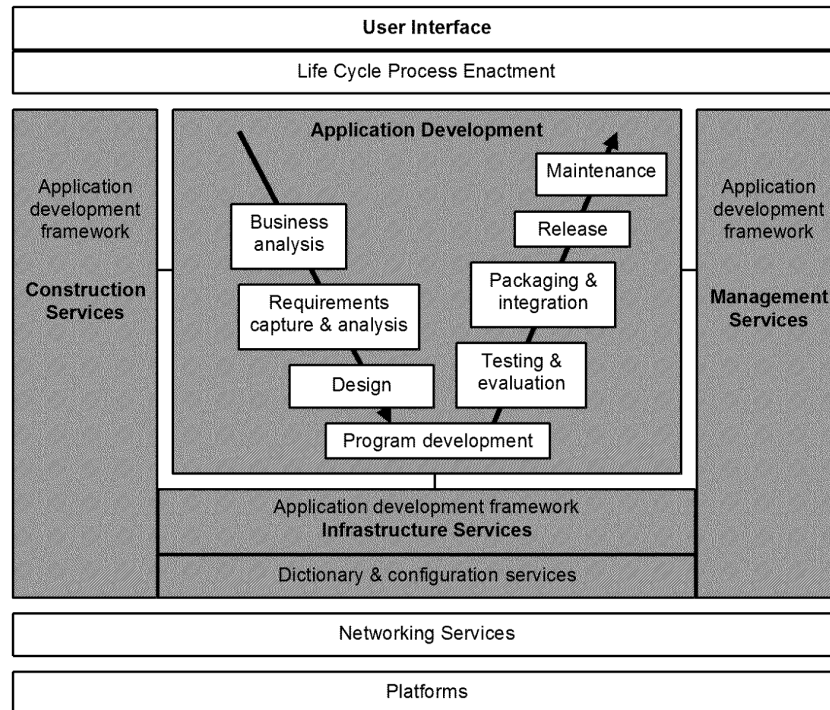 User Interface
Life Cycle Process Enactment
Application
development
framework
Construction
Services
Application Development
Business
analysis
Requirements
capture & analysis
Design
Program development
Testing &
evaluation
Packaging &
integration
Release
Maintenance
Application
development
framework
Management
Services
Application development framework
Infrastructure Services
Dictionary & configuration services
Networking Services
Platforms